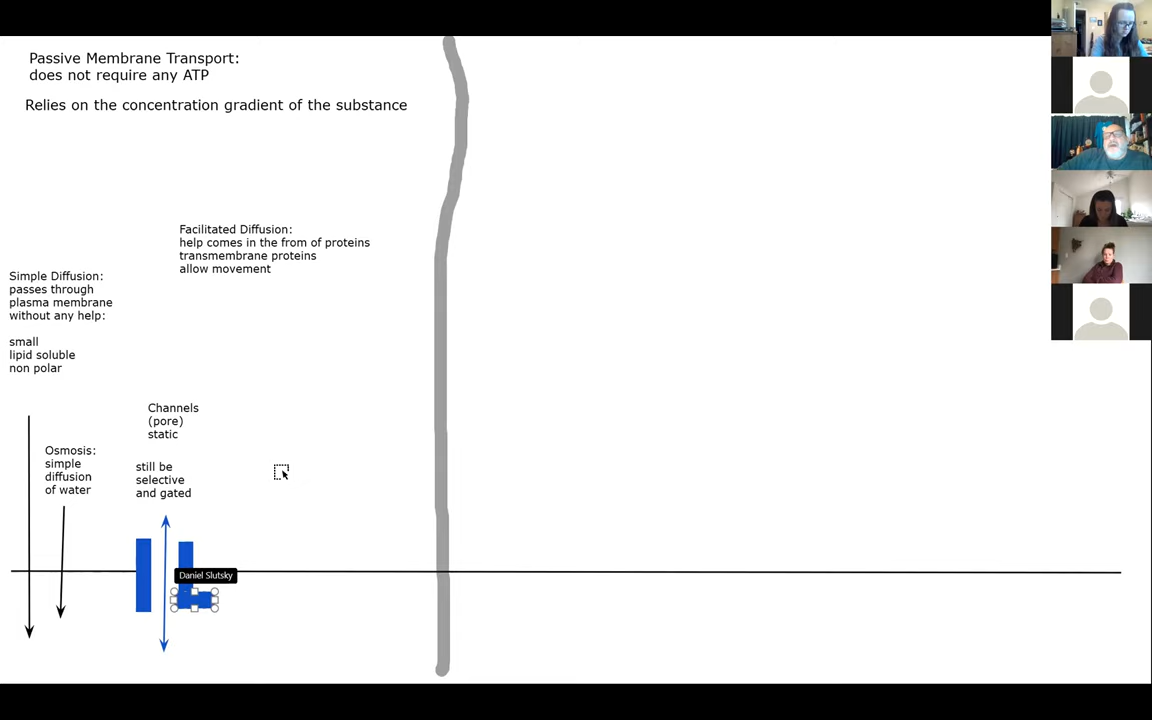 Passive Membrane Transport:
does not require any ATP
Relies on the concentration gradient of the substance
Facilitated Diffusion:
help comes in the from of proteins
transmembrane proteins
allow movement
Simple Diffusion:
passes through
plasma membrane
without any help:
small
lipid soluble
non polar
Channels
(pore)
static
Osmosis:
simple
diffusion
of water
still be
selective
and gated
Daniel Slutsky